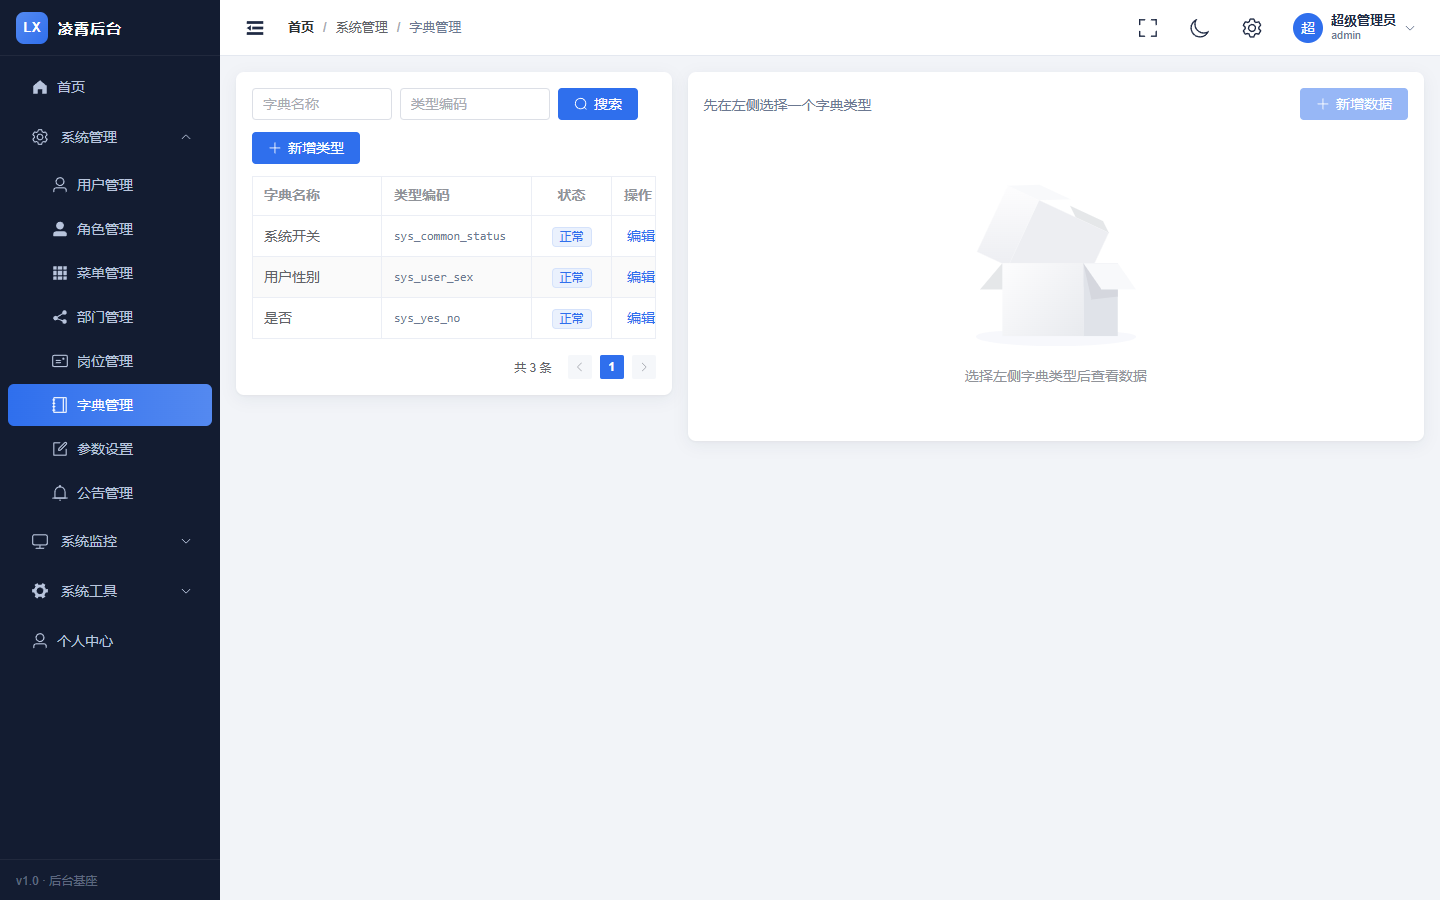 LX 凌霄后台
首页 / 系统管理 / 字典管理
超 超级管理员
admin
首页
系统管理
用户管理
角色管理
菜单管理
部门管理
岗位管理
字典管理
参数设置
公告管理
系统监控
系统工具
个人中心
v1.0 · 后台基座
字典名称 类型编码 搜索
新增类型
字典名称 类型编码 状态 操作
系统开关 sys_common_status 正常 编辑
用户性别 sys_user_sex 正常 编辑
是否 sys_yes_no 正常 编辑
共 3 条 1
先在左侧选择一个字典类型 新增数据
选择左侧字典类型后查看数据